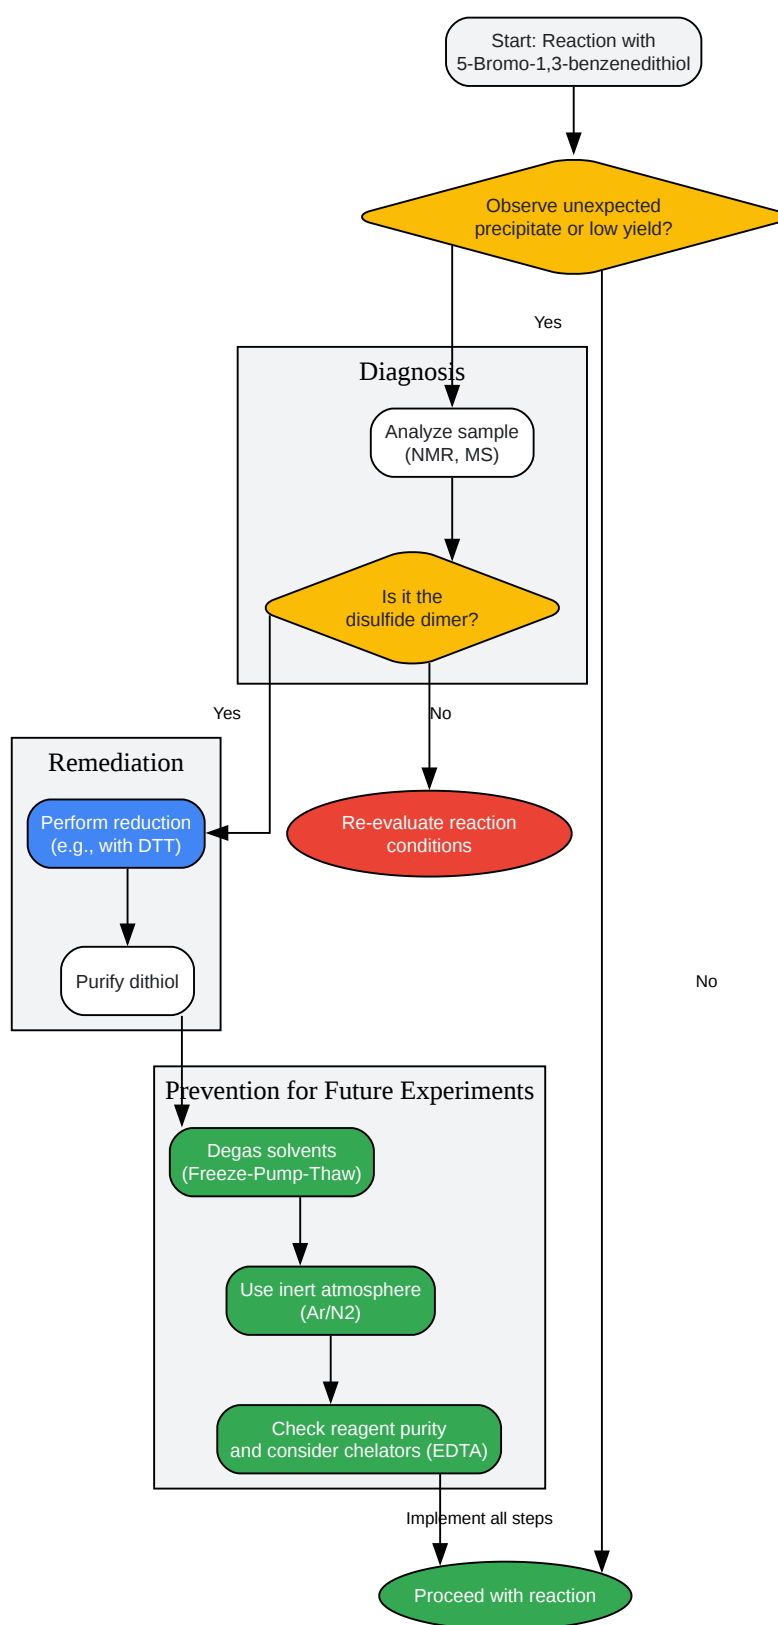 Start: Reaction with
5-Bromo-1,3-benzenedithiol
Observe unexpected
precipitate or low yield?
Yes
Diagnosis
Analyze sample
(NMR, MS)
Is it the
disulfide dimer?
Yes
No
Remediation
Perform reduction
(e.g., with DTT)
Re-evaluate reaction
conditions
Purify dithiol
No
Prevention for Future Experiments
Degas solvents
(Freeze-Pump-Thaw)
Use inert atmosphere
(Ar/N2)
Check reagent purity
and consider chelators (EDTA)
Implement all steps
Proceed with reaction